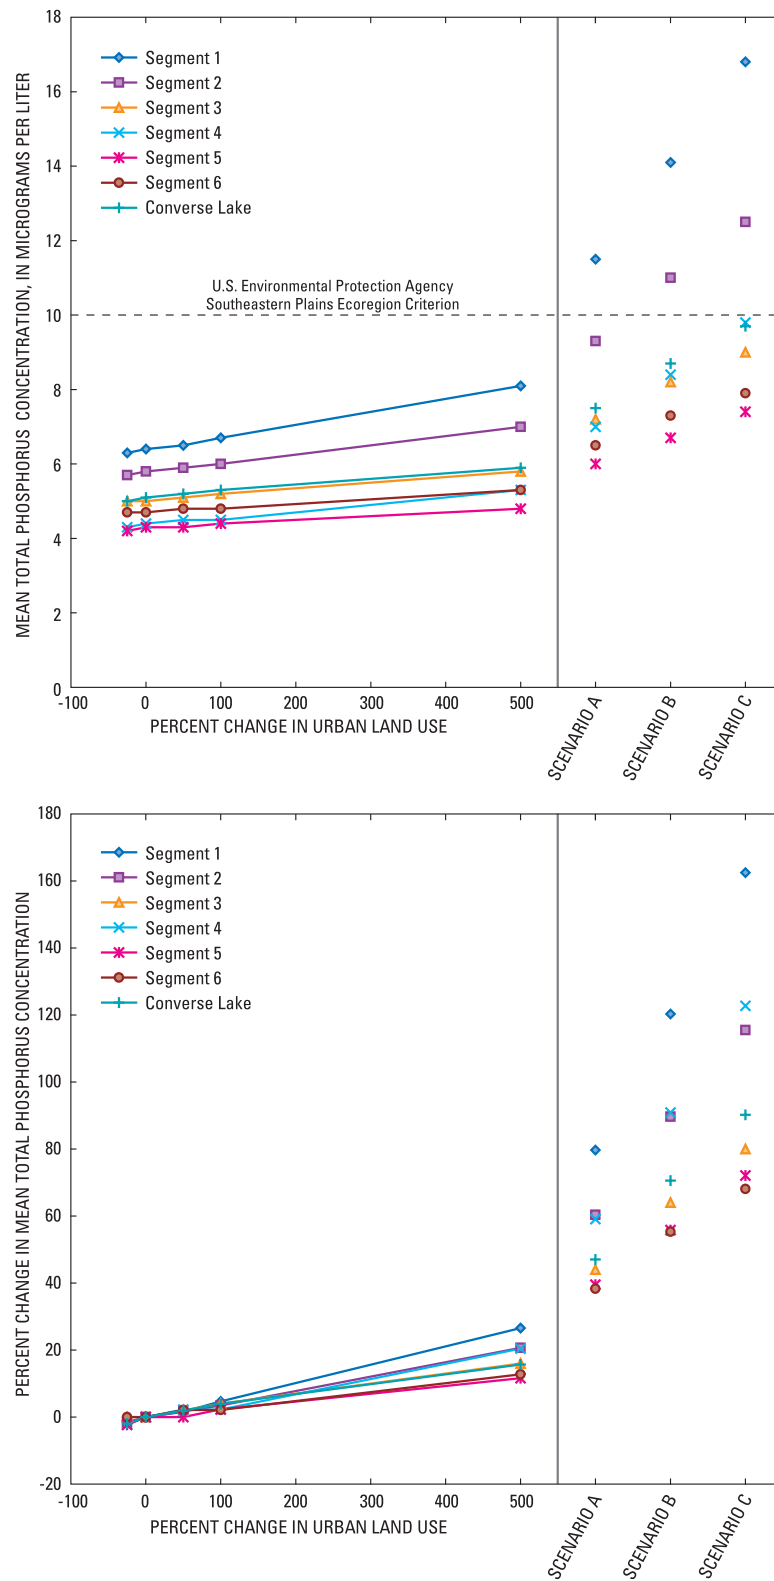 MEAN TOTAL PHOSPHORUS CONCENTRATION, IN MICROGRAMS PER LITER
18
16
14
12
10
8
6
4
2
0
Segment 1
Segment 2
Segment 3
Segment 4
Segment 5
Segment 6
Converse Lake
U.S. Environmental Protection Agency
Southeastern Plains Ecoregion Criterion
-100 0 100 200 300 400 500
PERCENT CHANGE IN URBAN LAND USE
SCENARIO A
SCENARIO B
SCENARIO C
PERCENT CHANGE IN MEAN TOTAL PHOSPHORUS CONCENTRATION
180
160
140
120
100
80
60
40
20
0
-20
Segment 1
Segment 2
Segment 3
Segment 4
Segment 5
Segment 6
Converse Lake
-100 0 100 200 300 400 500
PERCENT CHANGE IN URBAN LAND USE
SCENARIO A
SCENARIO B
SCENARIO C